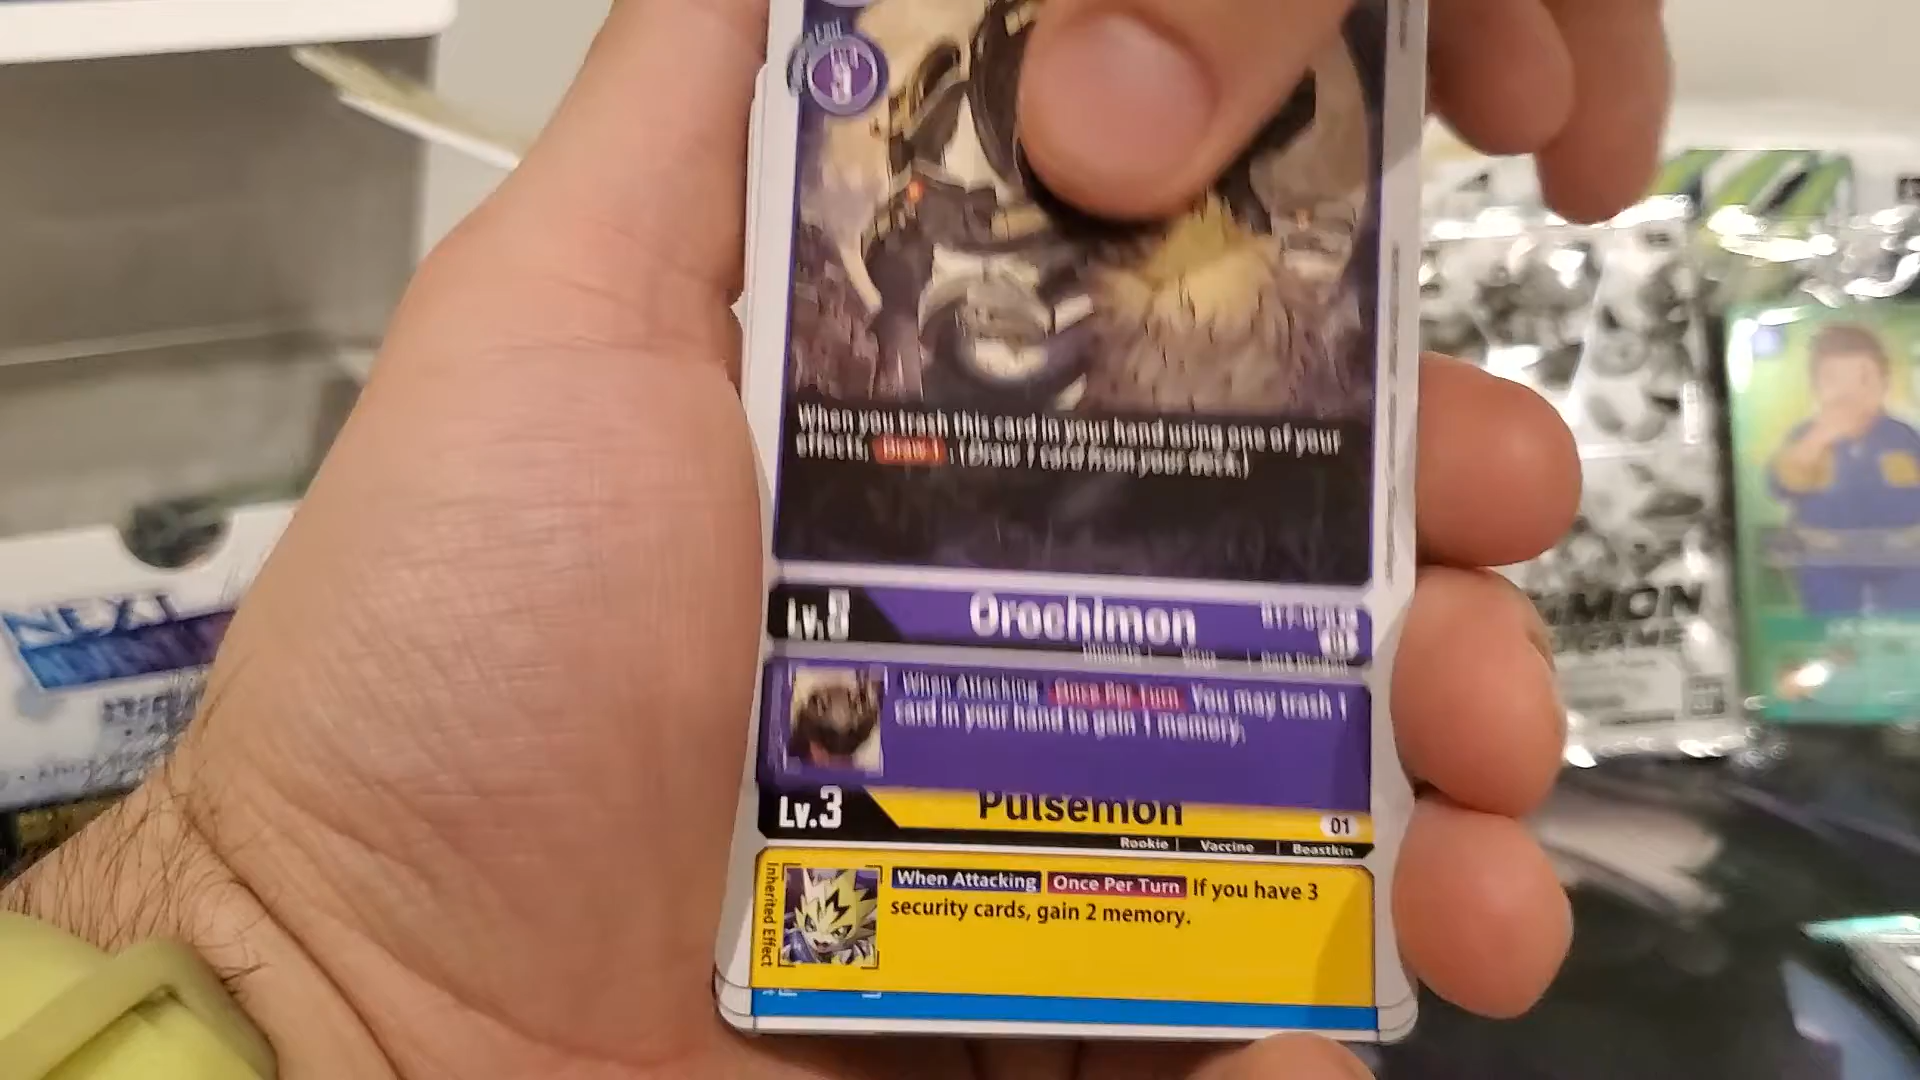 When you trash this card in your hand using one of your
effects, Draw 1. (Draw 1 card from your deck.)
Orochimon
When Attacking Once Per Turn You may trash 1
card in your hand to gain 1 memory.
Lv.3 Pulsemon 01
Rookie | Vaccine | Beastkin
Inherited Effect
When Attacking Once Per Turn If you have 3
security cards, gain 2 memory.
NEXT